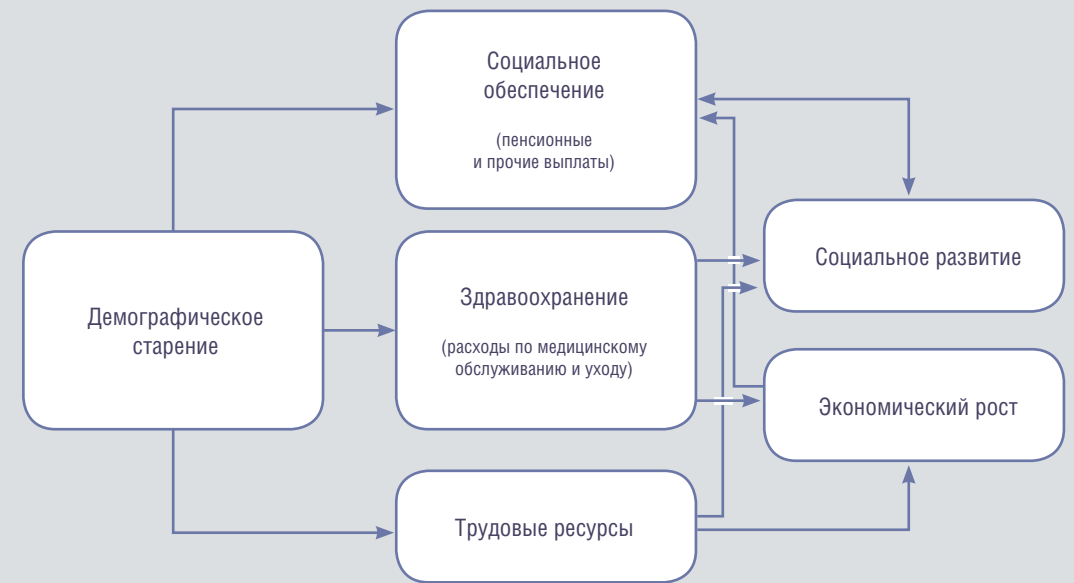 Социальное
обеспечение
(пенсионные
и прочие выплаты)
Демографическое
старение
Здравоохранение
(расходы по медицинскому
обслуживанию и уходу)
Трудовые ресурсы
Социальное развитие
Экономический рост